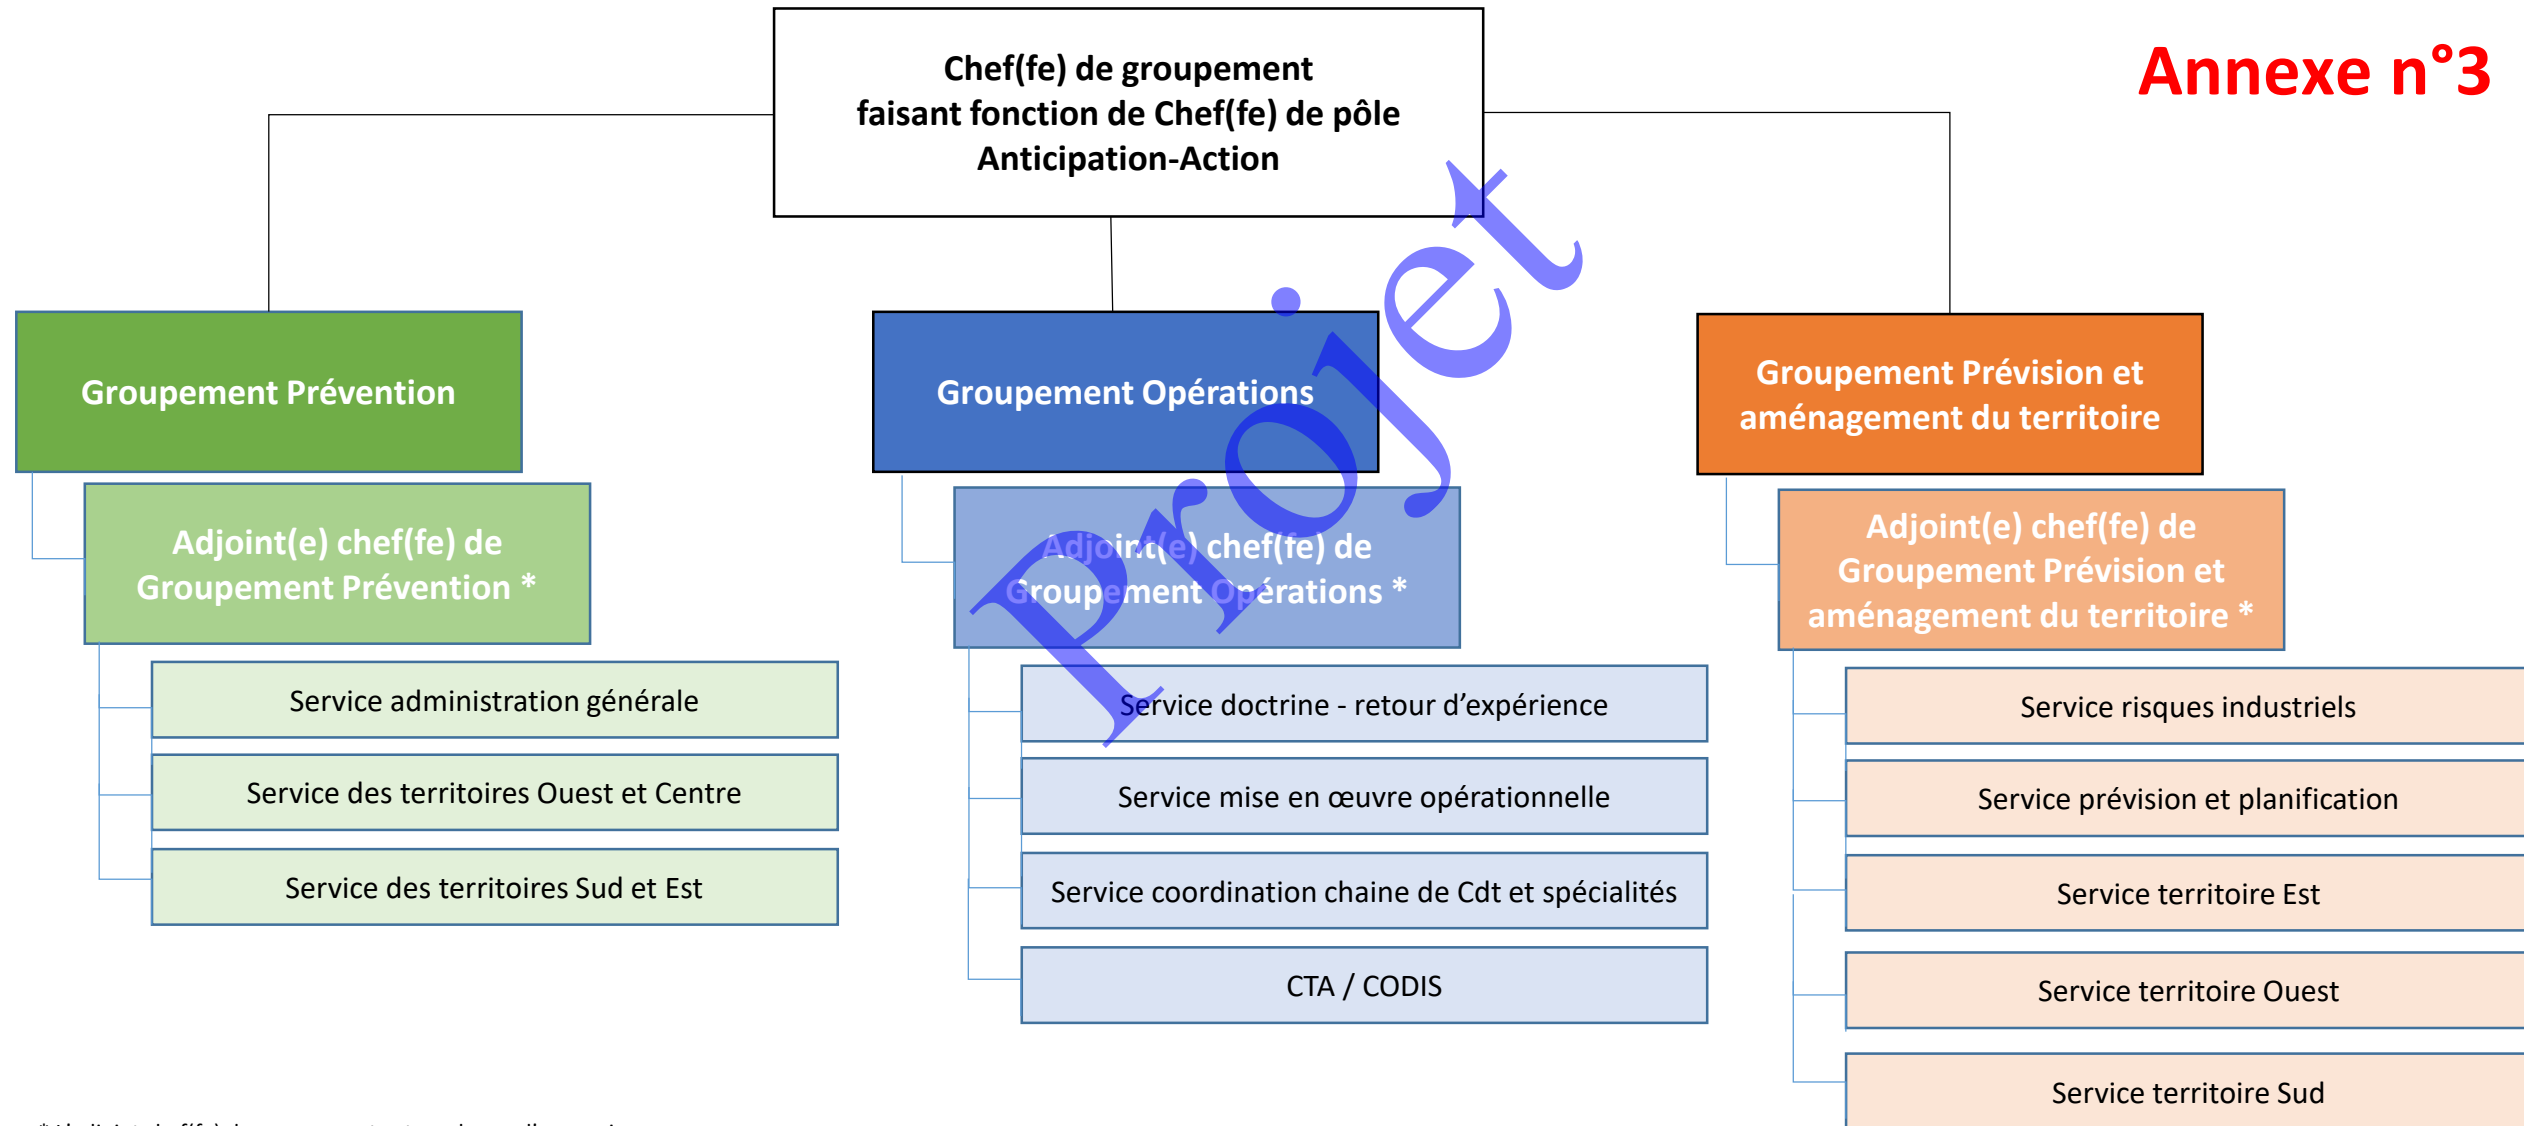 Annexe n°3
Chef(fe) de groupement
faisant fonction de Chef(fe) de pôle
Anticipation-Action
Groupement Prévention
Adjoint(e) chef(fe) de
Groupement Prévention *
Service administration générale
Service des territoires Ouest et Centre
Service des territoires Sud et Est
Groupement Opérations
Adjoint(e) chef(fe) de
Groupement Opérations *
Service doctrine - retour d’expérience
Service mise en œuvre opérationnelle
Service coordination chaine de Cdt et spécialités
CTA / CODIS
Groupement Prévision et
aménagement du territoire
Adjoint(e) chef(fe) de
Groupement Prévision et
aménagement du territoire *
Service risques industriels
Service prévision et planification
Service territoire Est
Service territoire Ouest
Service territoire Sud
Projet